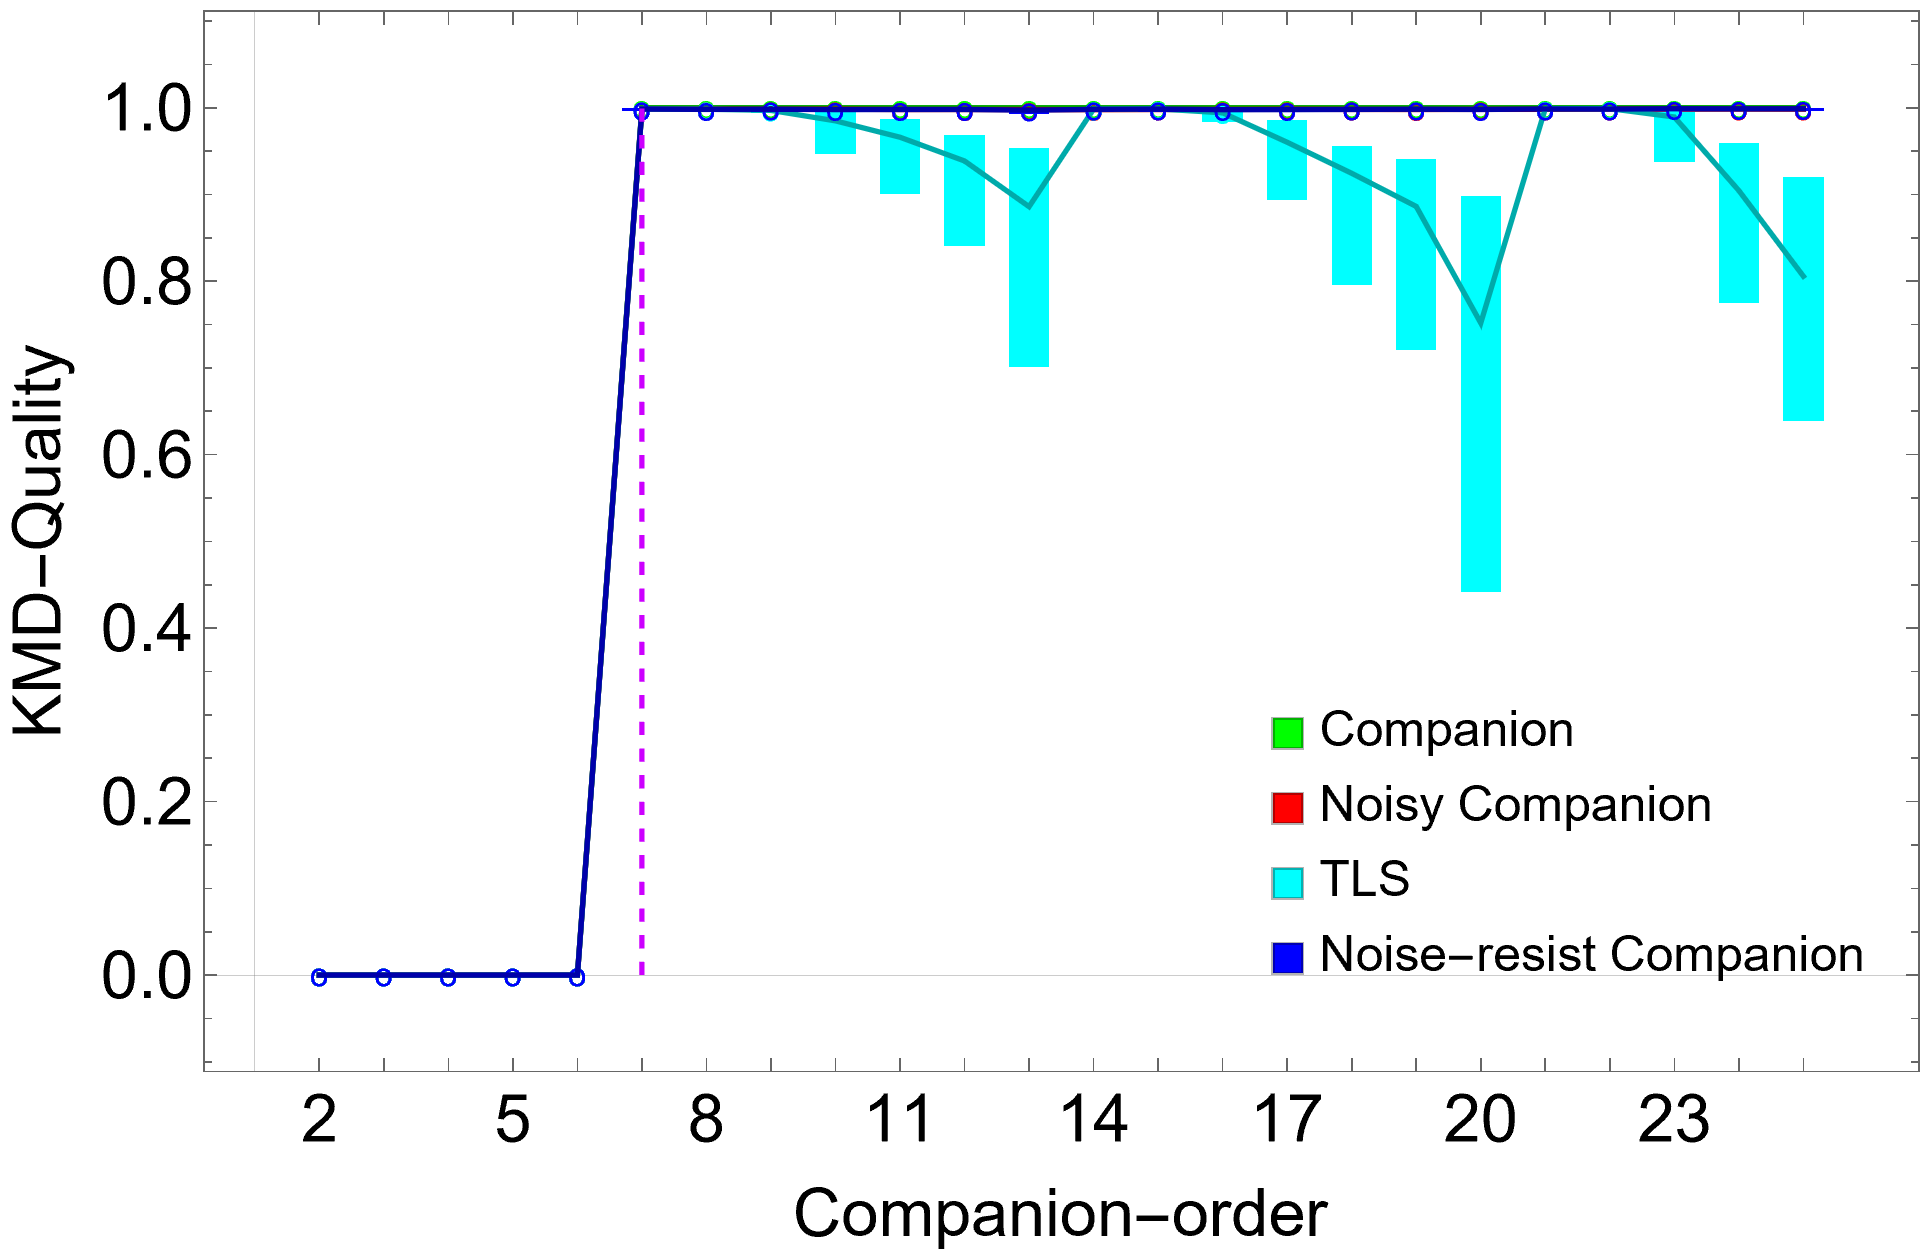 KMD−Quality
1.0
0.8
0.6
0.4
0.2
0.0
Companion
Noisy Companion
TLS
Noise−resist Companion
2 5 8 11 14 17 20 23
Companion−order